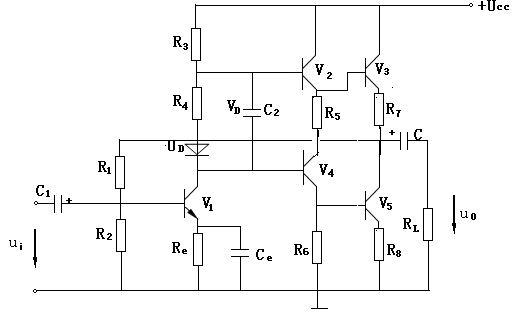 +Ucc
R3
V2
V3
R4
VD
C2
R5
R7
+
C
UD
R1
V4
C1
+
V1
V5
R2
RL
u0
ui
Re
Ce
R6
R8